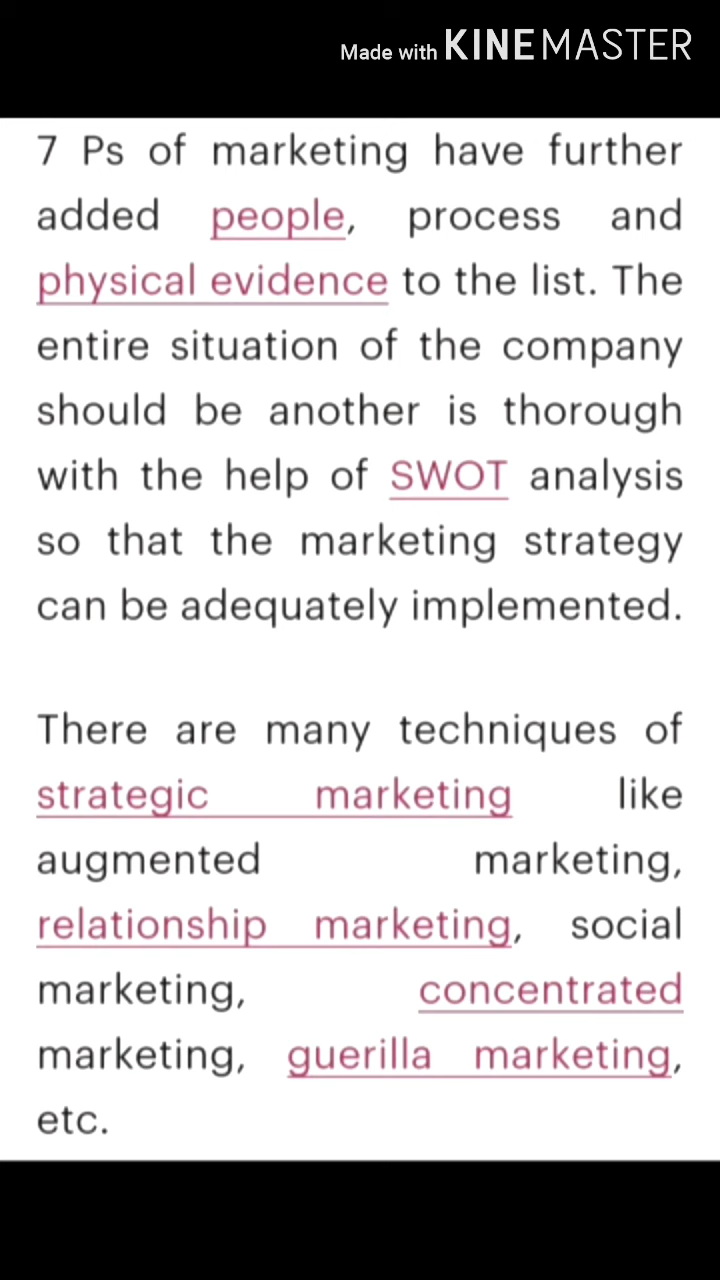 Made with KINEMASTER
7 Ps of marketing have further
added people, process and
physical evidence to the list. The
entire situation of the company
should be another is thorough
with the help of SWOT analysis
so that the marketing strategy
can be adequately implemented.
There are many techniques of
strategic marketing like
augmented marketing,
relationship marketing, social
marketing, concentrated
marketing, guerilla marketing,
etc.